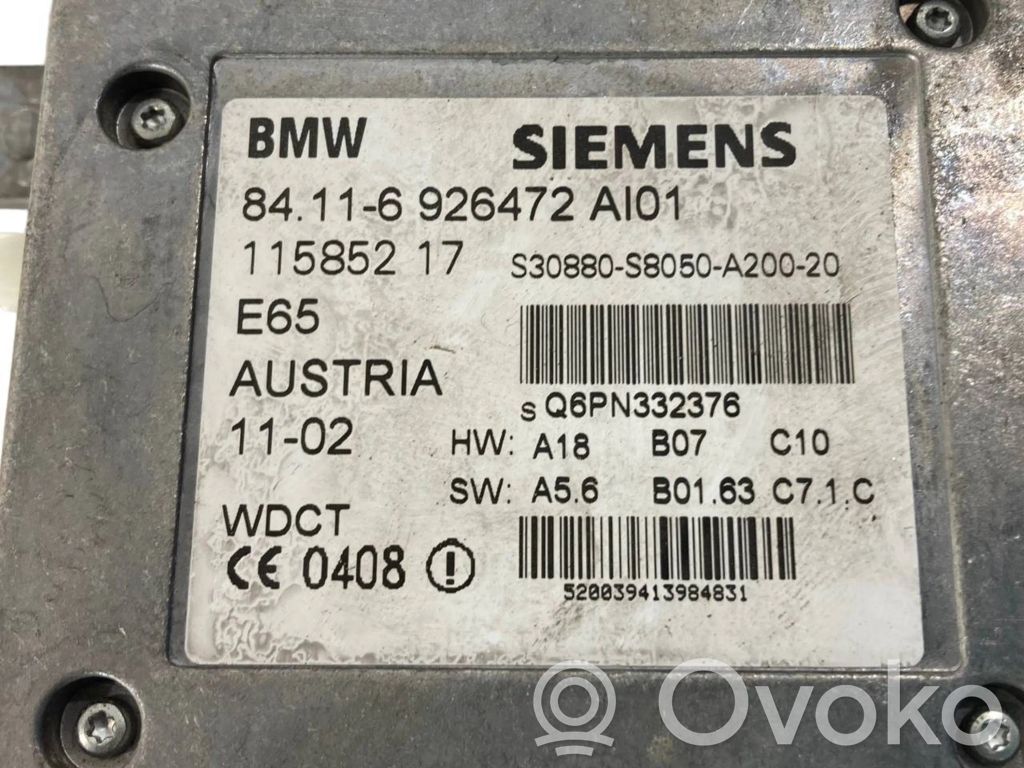 BMW SIEMENS
84.11-6 926472 AI01
115852 17 S30880-S8050-A200-20
E65
AUSTRIA
S Q6PN332376
11-02 HW: A18 B07 C10
SW: A5.6 B01.63 C7.1.C
WDCT
CE 0408
520039413984831
Ovoko